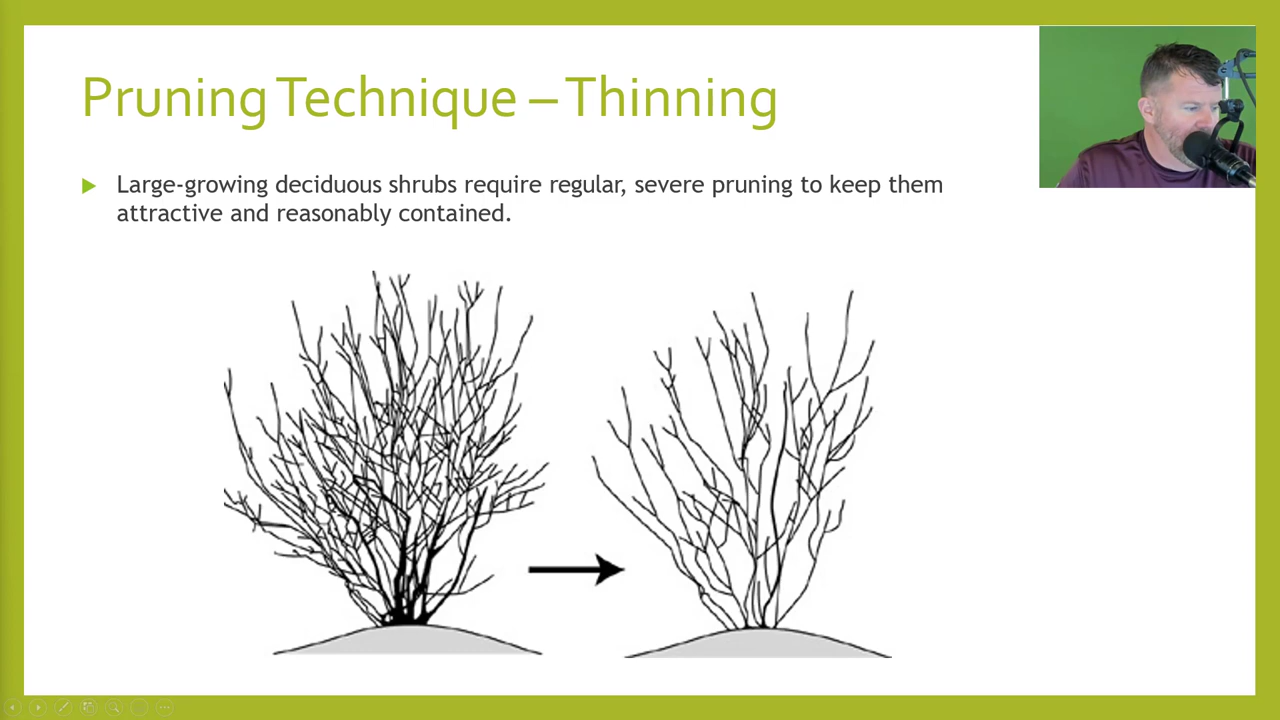 Pruning Technique – Thinning
Large-growing deciduous shrubs require regular, severe pruning to keep them
attractive and reasonably contained.